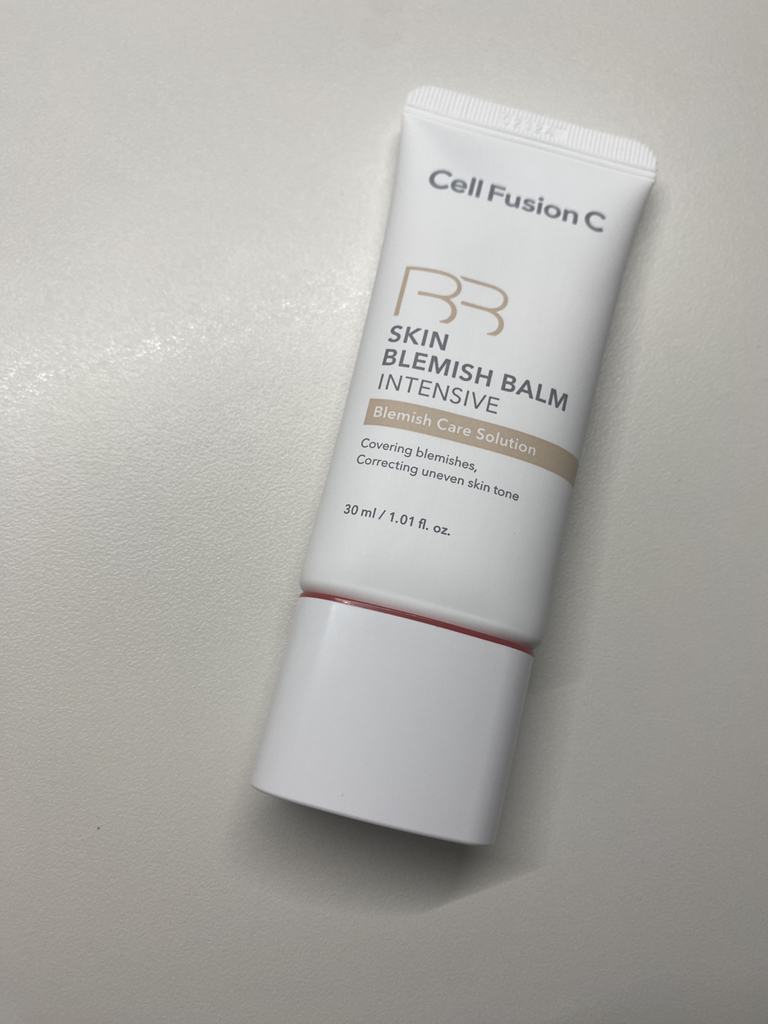 Cell Fusion C
BB
SKIN
BLEMISH BALM
INTENSIVE
Blemish Care Solution
Covering blemishes,
Correcting uneven skin tone
30 ml / 1.01 fl. oz.